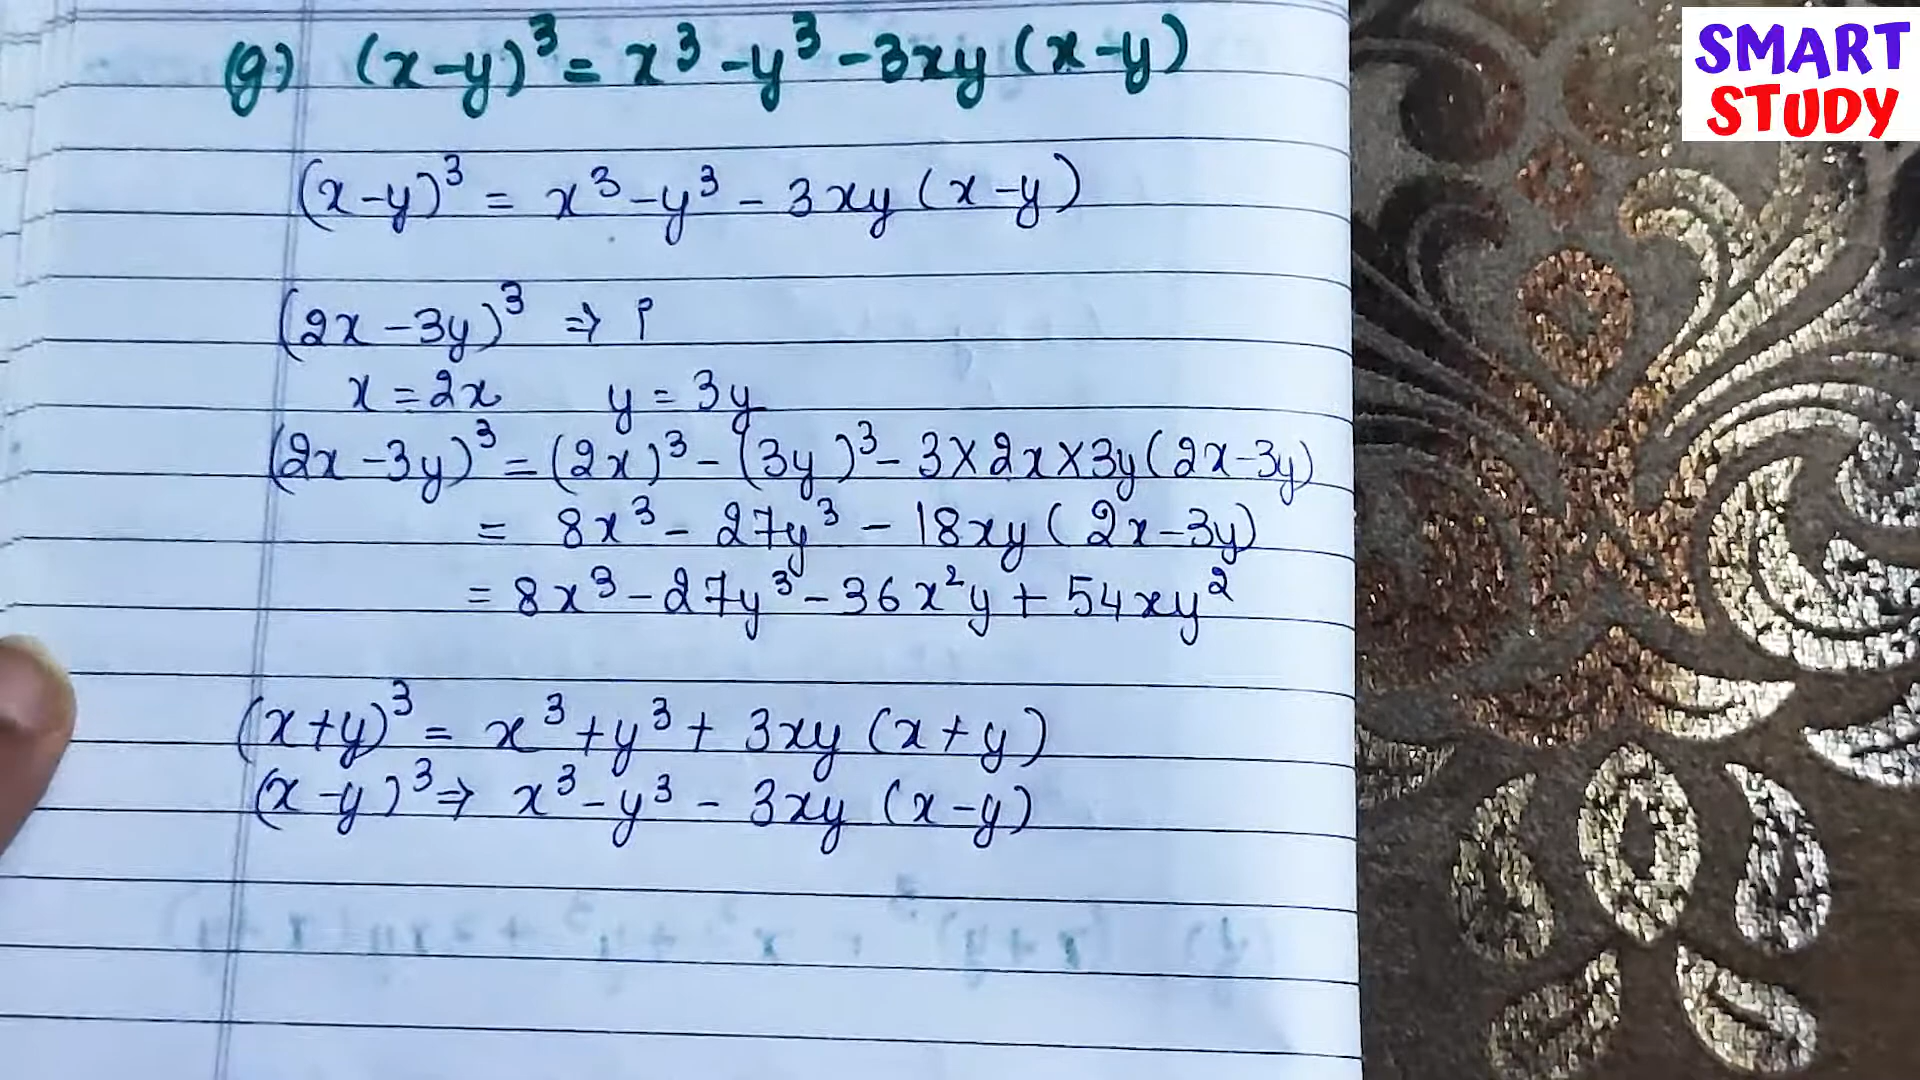 SMART
STUDY
(g) (x-y)³ = x³ - y³ - 3xy (x-y)
(x-y)³ = x³ - y³ - 3xy (x-y)
(2x - 3y)³ ⇒ ?
x = 2x y = 3y
(2x - 3y)³ = (2x)³ - (3y)³ - 3×2x×3y(2x-3y)
= 8x³ - 27y³ - 18xy (2x-3y)
= 8x³ - 27y³ - 36x²y + 54xy²
(x+y)³ = x³ + y³ + 3xy (x+y)
(x-y)³ ⇒ x³ - y³ - 3xy (x-y)